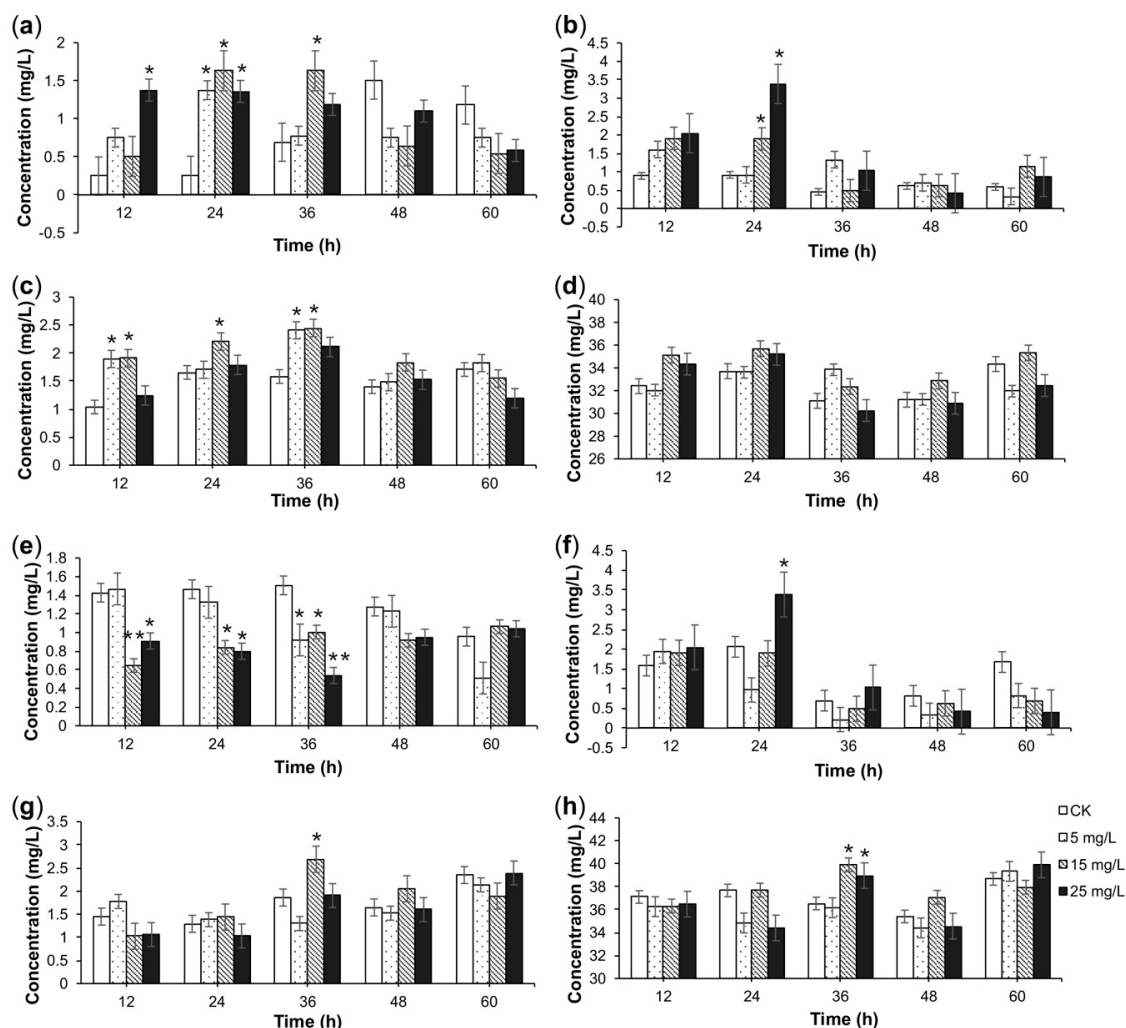 (a)
Concentration (mg/L)
2
1.5
1
0.5
0
-0.5
* * * * *
12 24 36 48 60
Time (h)
(b)
Concentration (mg/L)
4.5
4
3.5
3
2.5
2
1.5
1
0.5
0
-0.5
* *
12 24 36 48 60
Time (h)
(c)
Concentration (mg/L)
3
2.5
2
1.5
1
0.5
0
* * * * *
12 24 36 48 60
Time (h)
(d)
Concentration (mg/L)
40
38
36
34
32
30
28
26
12 24 36 48 60
Time (h)
(e)
Concentration (mg/L)
1.8
1.6
1.4
1.2
1
0.8
0.6
0.4
0.2
0
** * * * * * **
12 24 36 48 60
Time (h)
(f)
Concentration (mg/L)
4.5
4
3.5
3
2.5
2
1.5
1
0.5
0
-0.5
*
12 24 36 48 60
Time (h)
(g)
Concentration (mg/L)
3.5
3
2.5
2
1.5
1
0.5
0
*
12 24 36 48 60
Time (h)
(h)
Concentration (mg/L)
44
42
40
38
36
34
32
30
* *
12 24 36 48 60
Time (h)
CK
5 mg/L
15 mg/L
25 mg/L